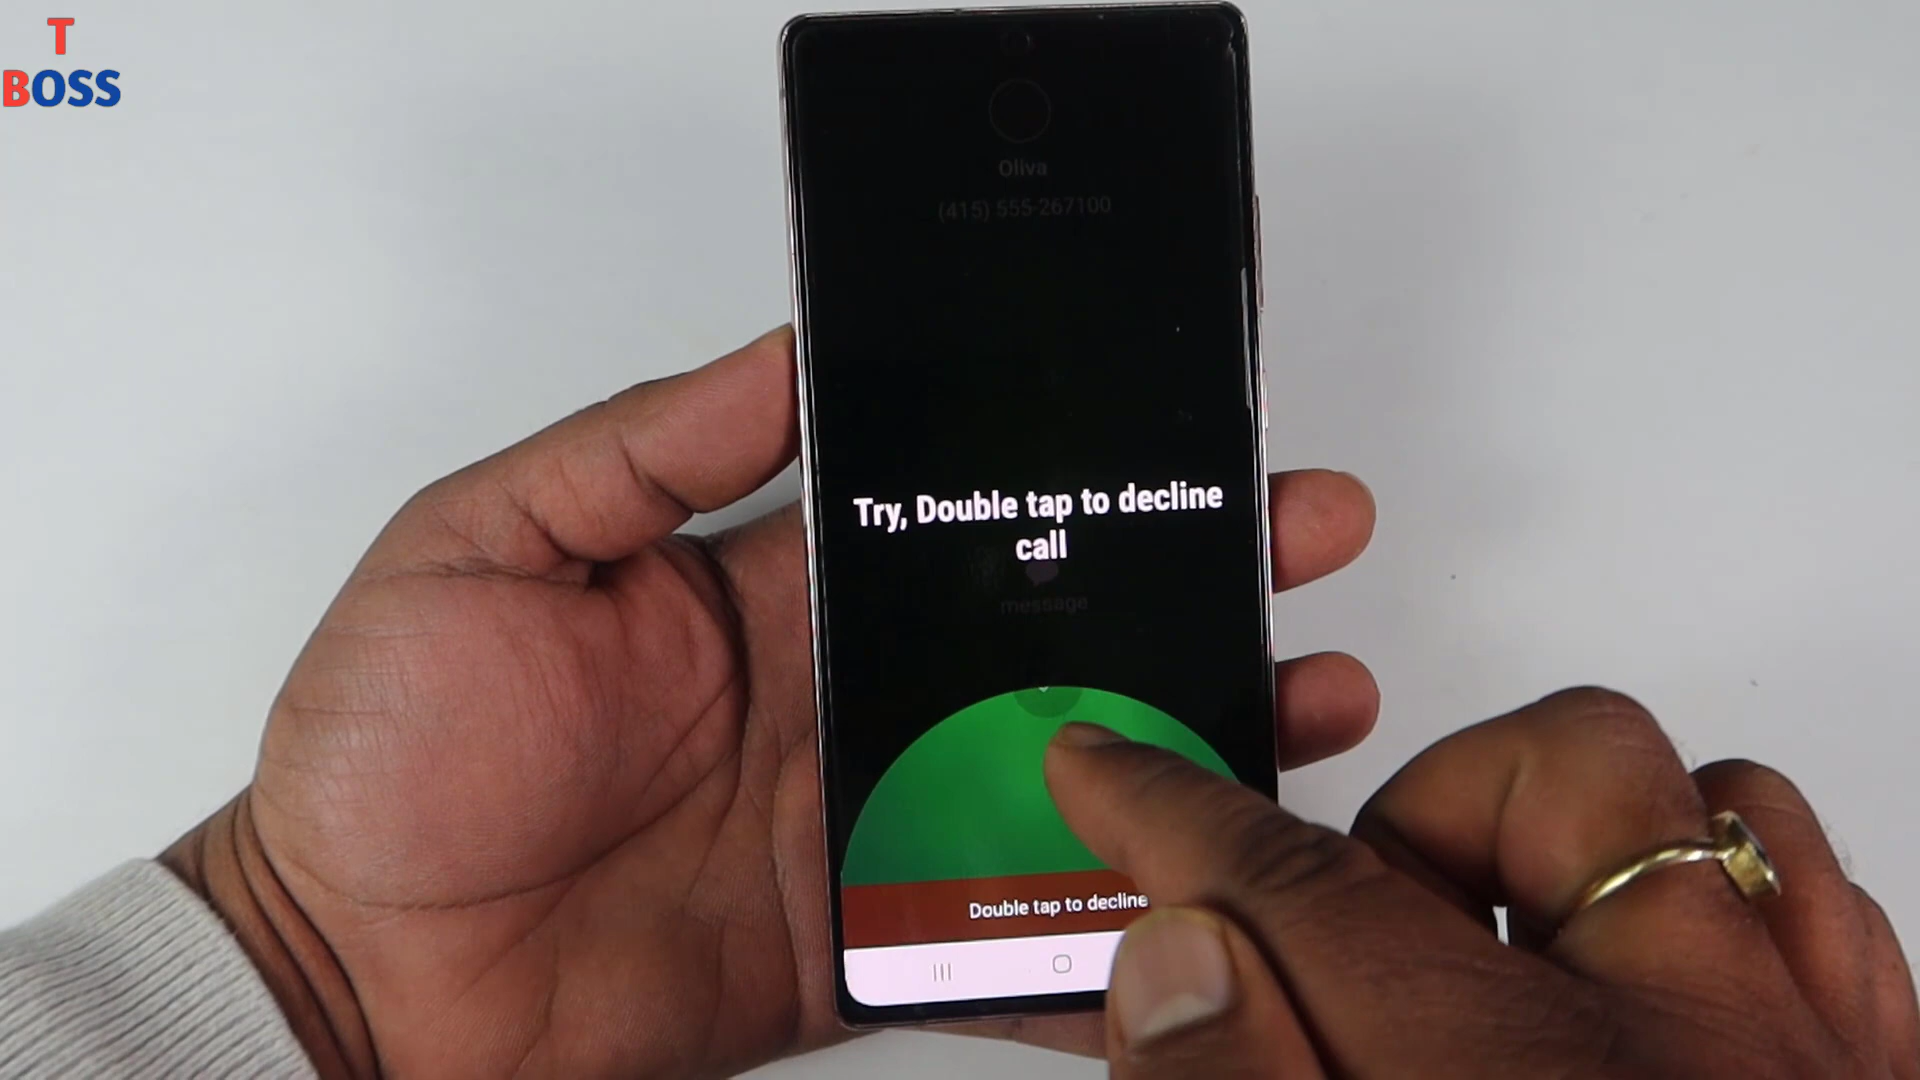 T
BOSS
Oliva
(415) 555-267100
Try, Double tap to decline
call
message
Double tap to decline